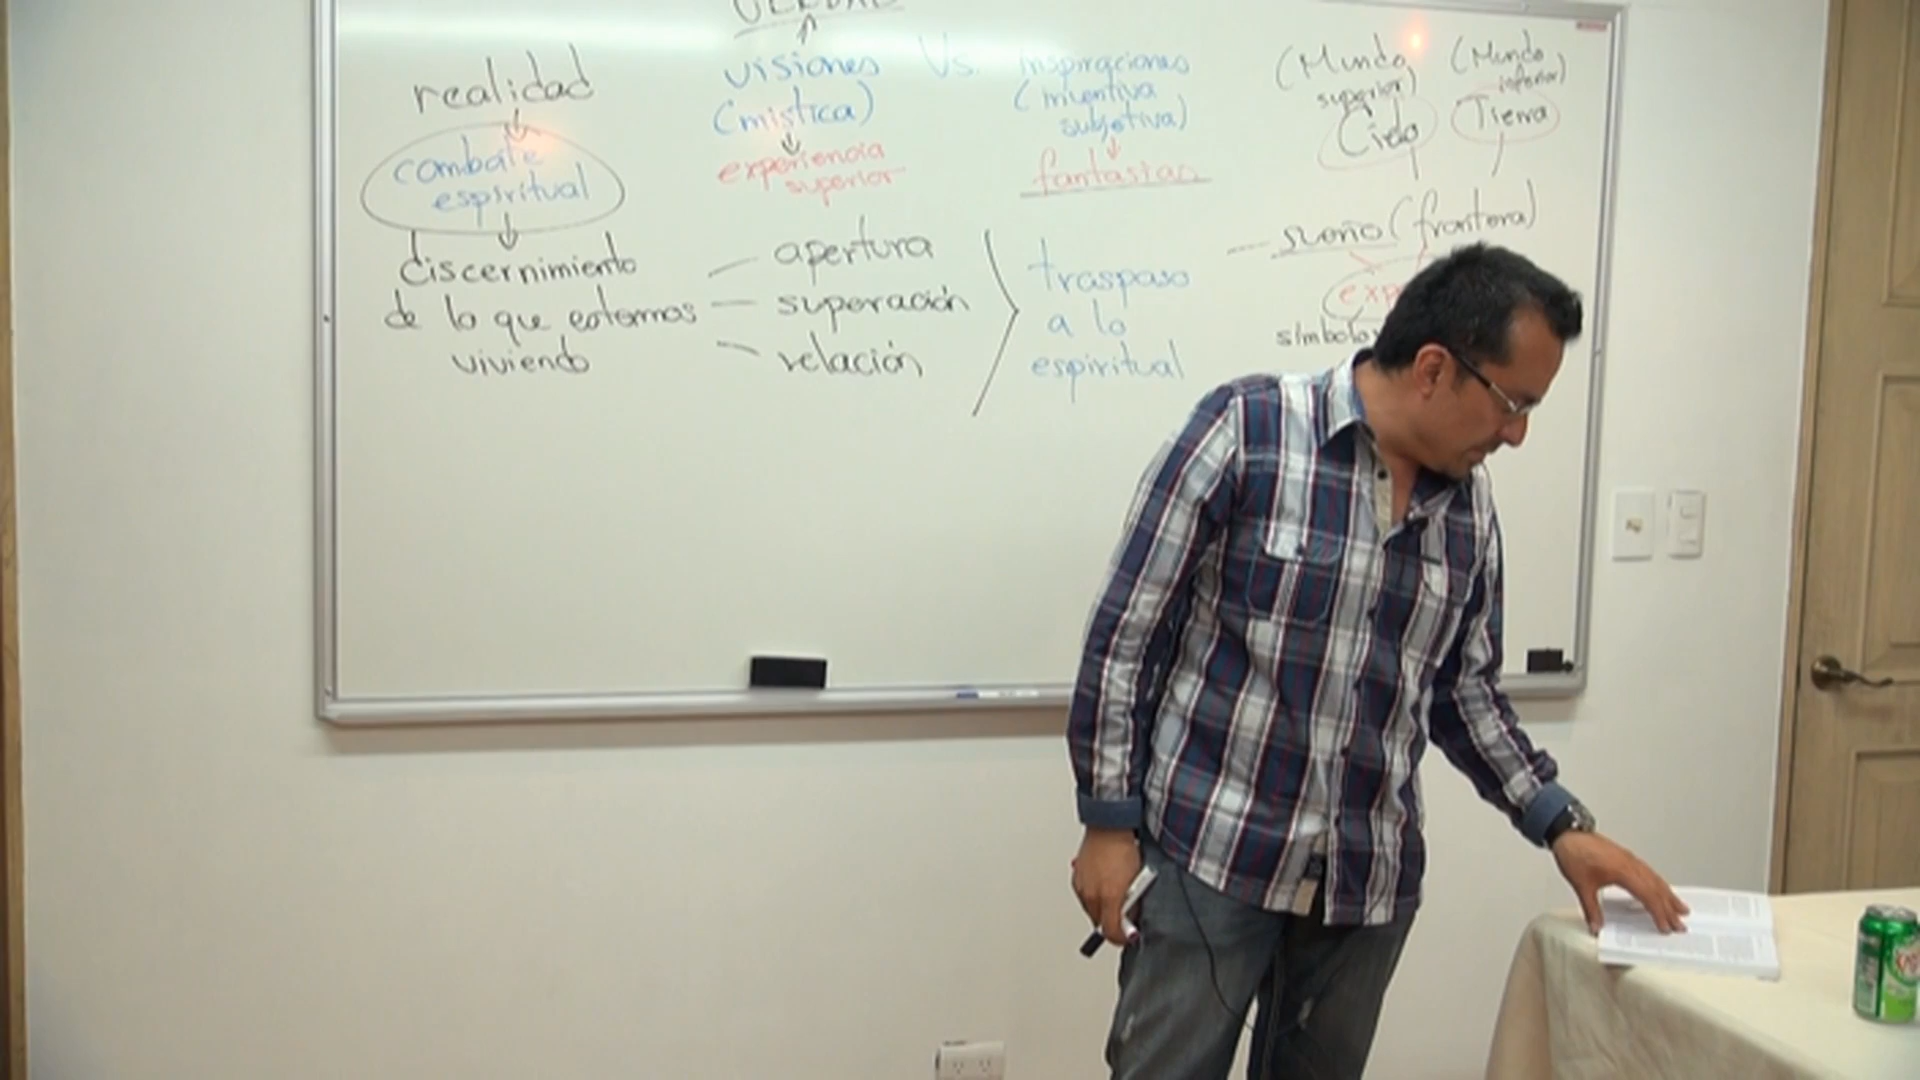 realidad
combate
espiritual
discernimiento
de lo que estamos
viviendo
visiones
(mística)
experiencia
superior
apertura
superación
relación
Vs.
inspiraciones
(inventiva
subjetiva)
fantasías
traspaso
a lo
espiritual
(Mundo
superior)
Cielo
(Mundo
inferior)
Tierra
sueño (frontera)